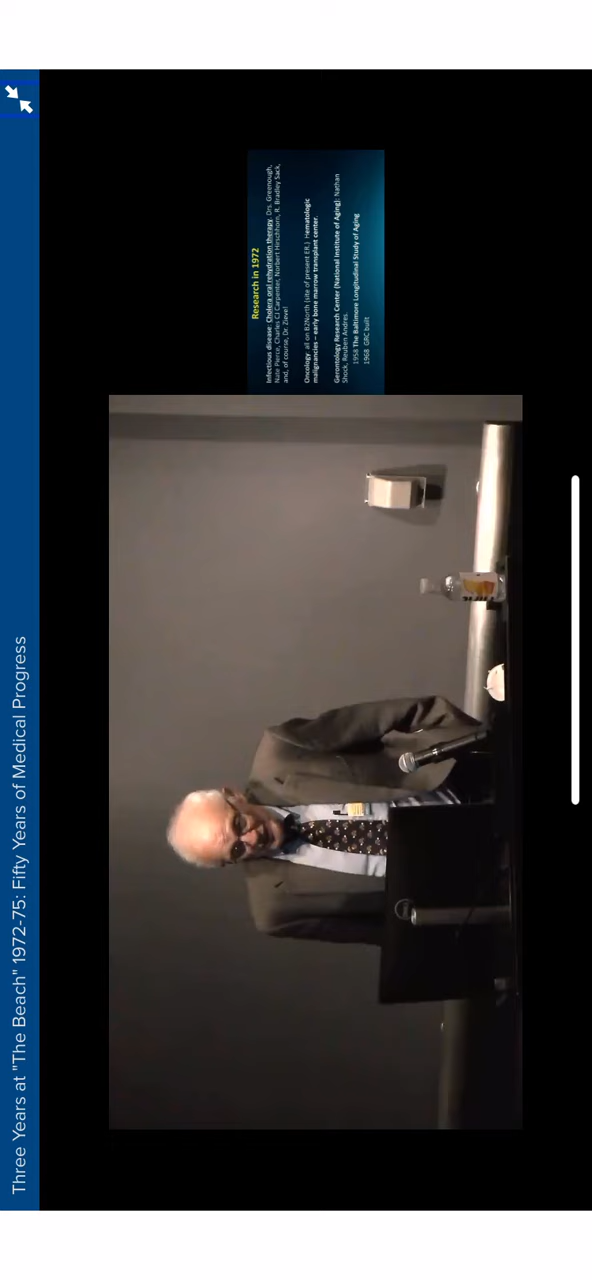 Three Years at "The Beach" 1972-75: Fifty Years of Medical Progress
Research in 1972
Infectious disease: Cholera oral rehydration therapy. Drs. Greenough,
Nate Pierce, Charles CJ Carpenter, Norbert Hirschhorn, R. Bradley Sack,
and, of course, Dr. Zieve!
Oncology: all on B2North (site of present ER.) Hematologic
malignancies – early bone marrow transplant center.
Gerontology Research Center (National Institute of Aging): Nathan
Shock, Reuben Andres.
1958 The Baltimore Longitudinal Study of Aging
1968 GRC built